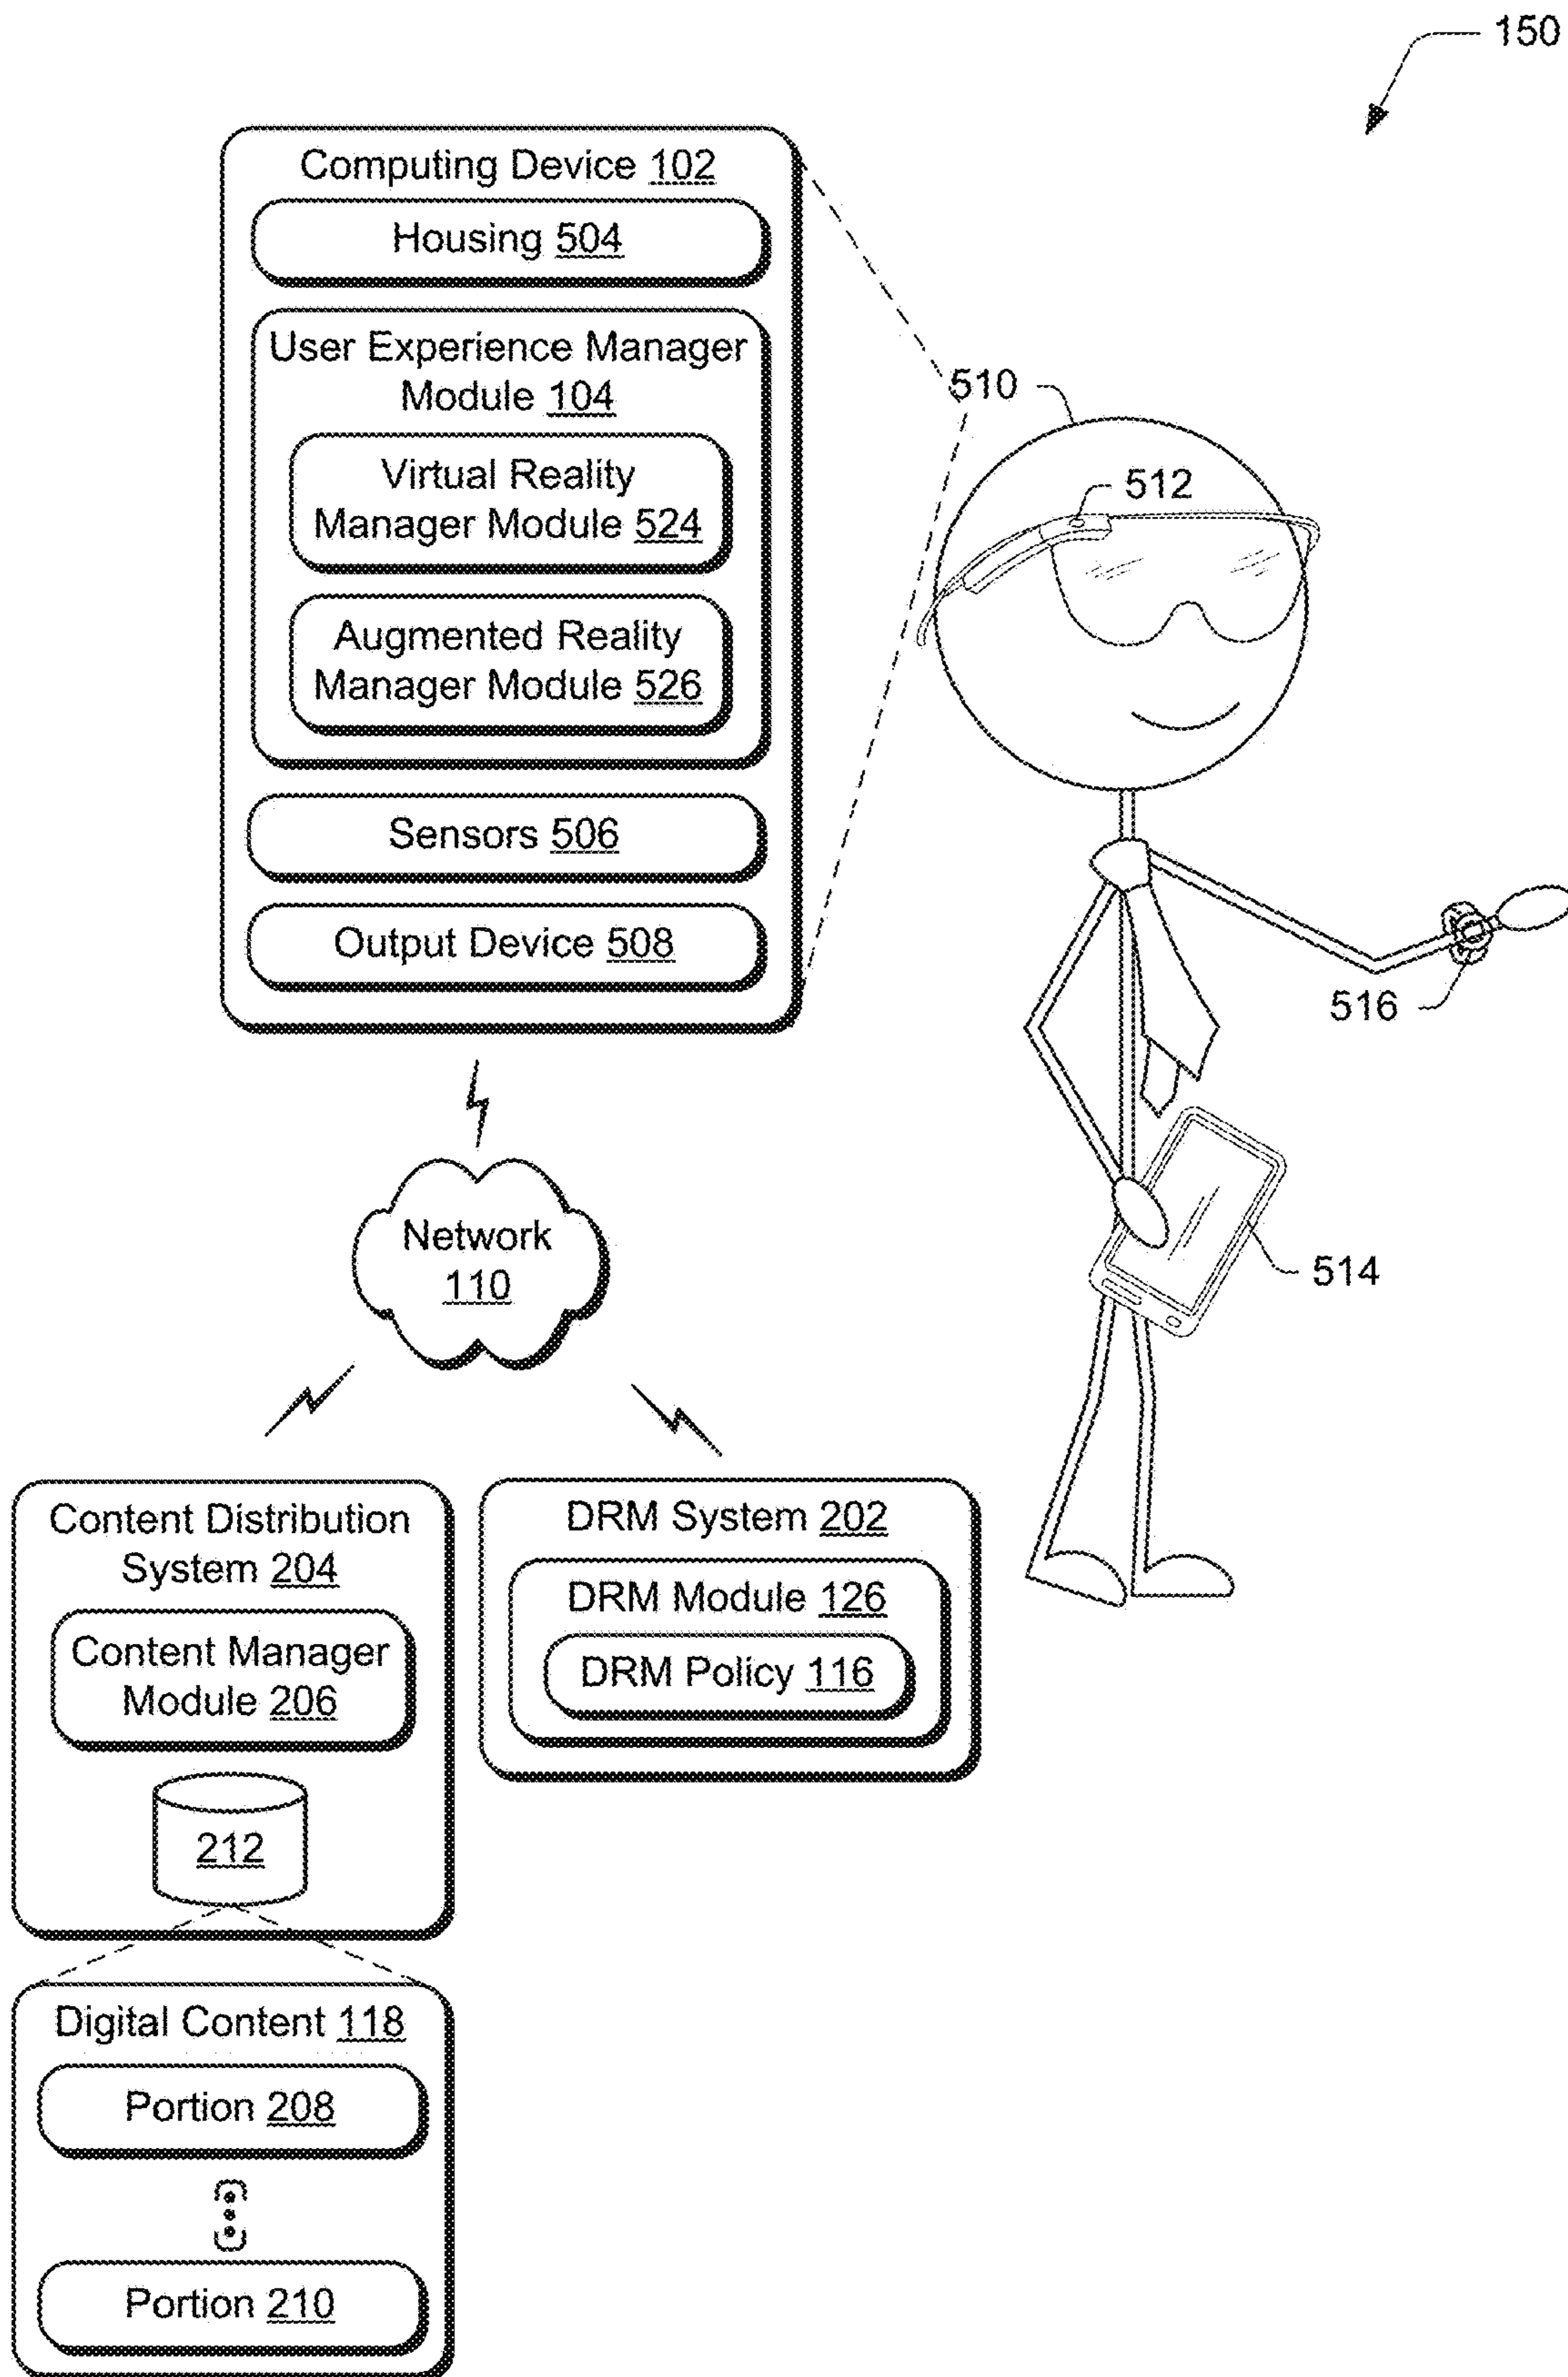 150
Computing Device 102
Housing 504
User Experience Manager
Module 104
Virtual Reality
Manager Module 524
Augmented Reality
Manager Module 526
Sensors 506
Output Device 508
510
512
516
514
Network
110
Content Distribution
System 204
Content Manager
Module 206
212
DRM System 202
DRM Module 126
DRM Policy 116
Digital Content 118
Portion 208
Portion 210